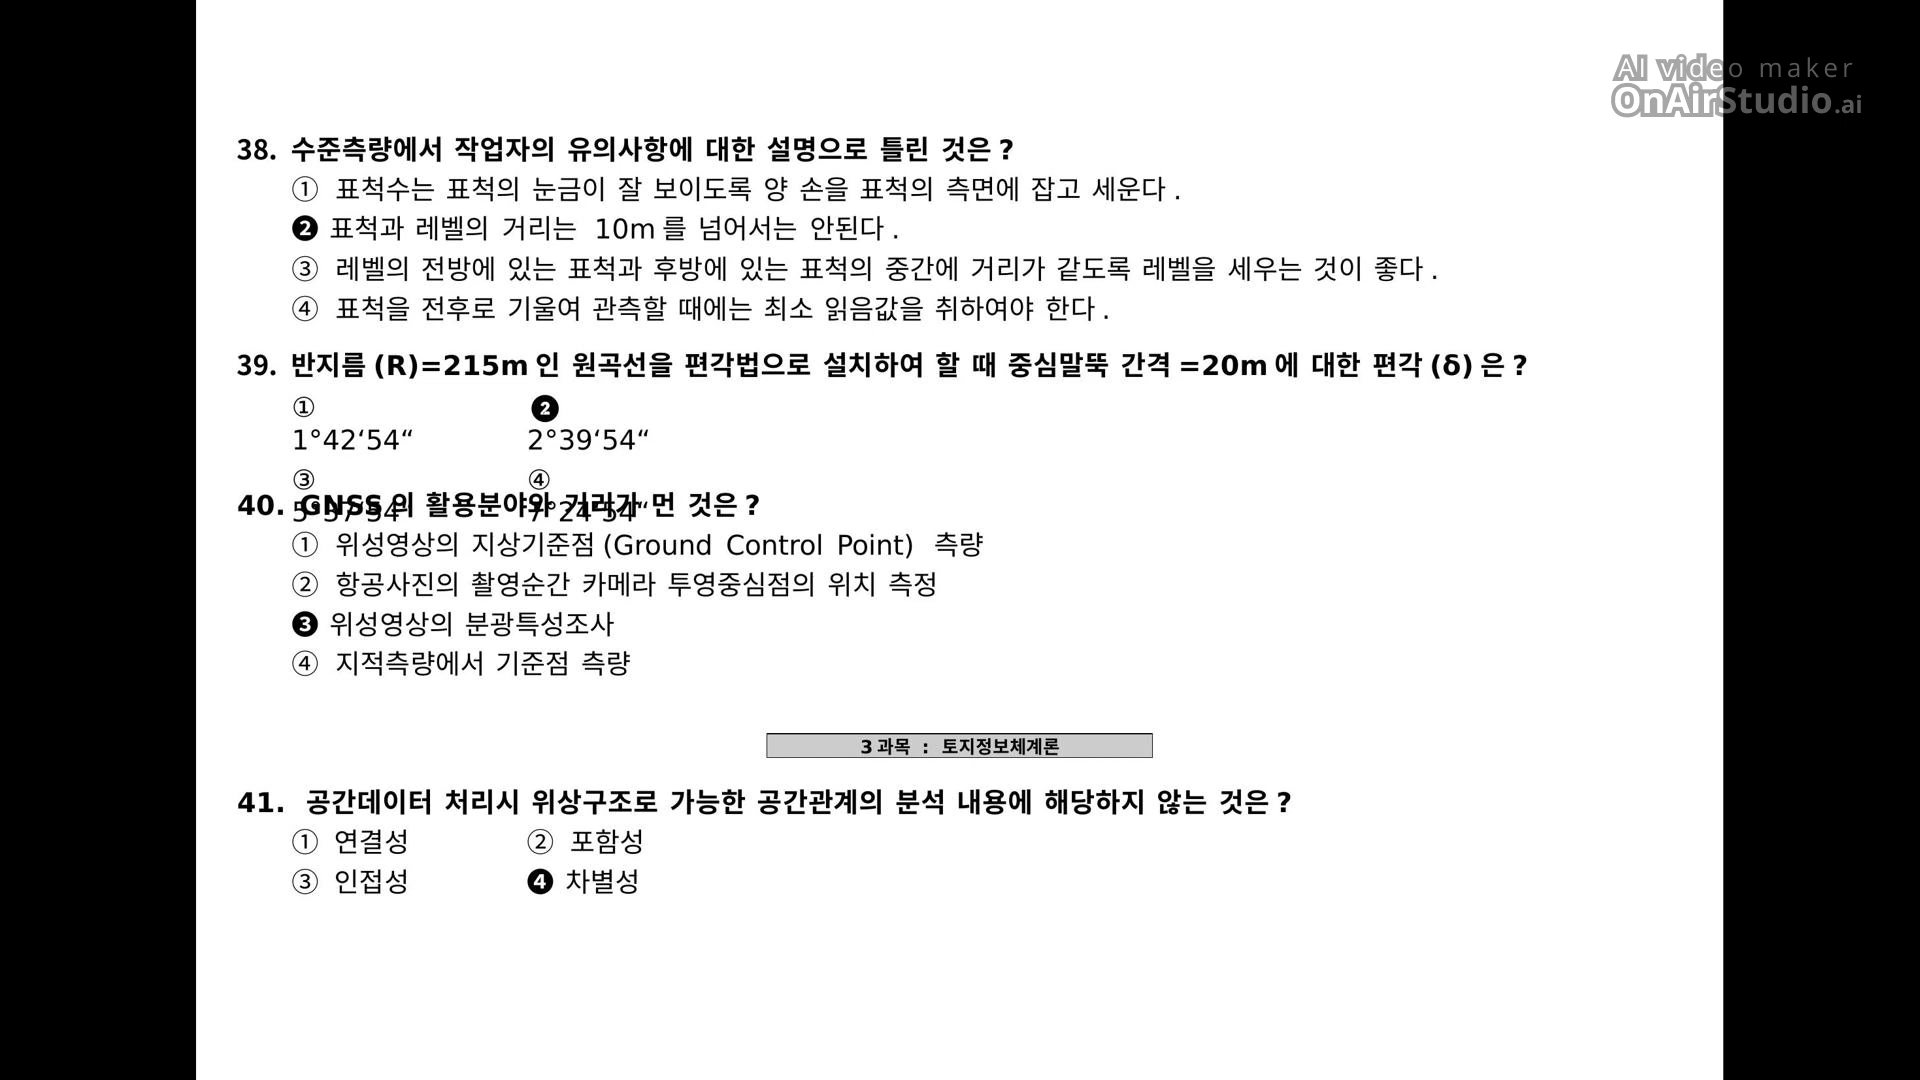 AI video maker
OnAirStudio.ai
38. 수준측량에서 작업자의 유의사항에 대한 설명으로 틀린 것은?
① 표척수는 표척의 눈금이 잘 보이도록 양 손을 표척의 측면에 잡고 세운다.
❷ 표척과 레벨의 거리는 10m를 넘어서는 안된다.
③ 레벨의 전방에 있는 표척과 후방에 있는 표척의 중간에 거리가 같도록 레벨을 세우는 것이 좋다.
④ 표척을 전후로 기울여 관측할 때에는 최소 읽음값을 취하여야 한다.
39. 반지름(R)=215m인 원곡선을 편각법으로 설치하여 할 때 중심말뚝 간격=20m에 대한 편각(δ)은?
① ❷
1°42‘54“ 2°39‘54“
③ ④
5°37‘54“ 7°24‘54“
40. GNSS의 활용분야와 거리가 먼 것은?
① 위성영상의 지상기준점(Ground Control Point) 측량
② 항공사진의 촬영순간 카메라 투영중심점의 위치 측정
❸ 위성영상의 분광특성조사
④ 지적측량에서 기준점 측량
3과목 : 토지정보체계론
41. 공간데이터 처리시 위상구조로 가능한 공간관계의 분석 내용에 해당하지 않는 것은?
① 연결성 ② 포함성
③ 인접성 ❹ 차별성